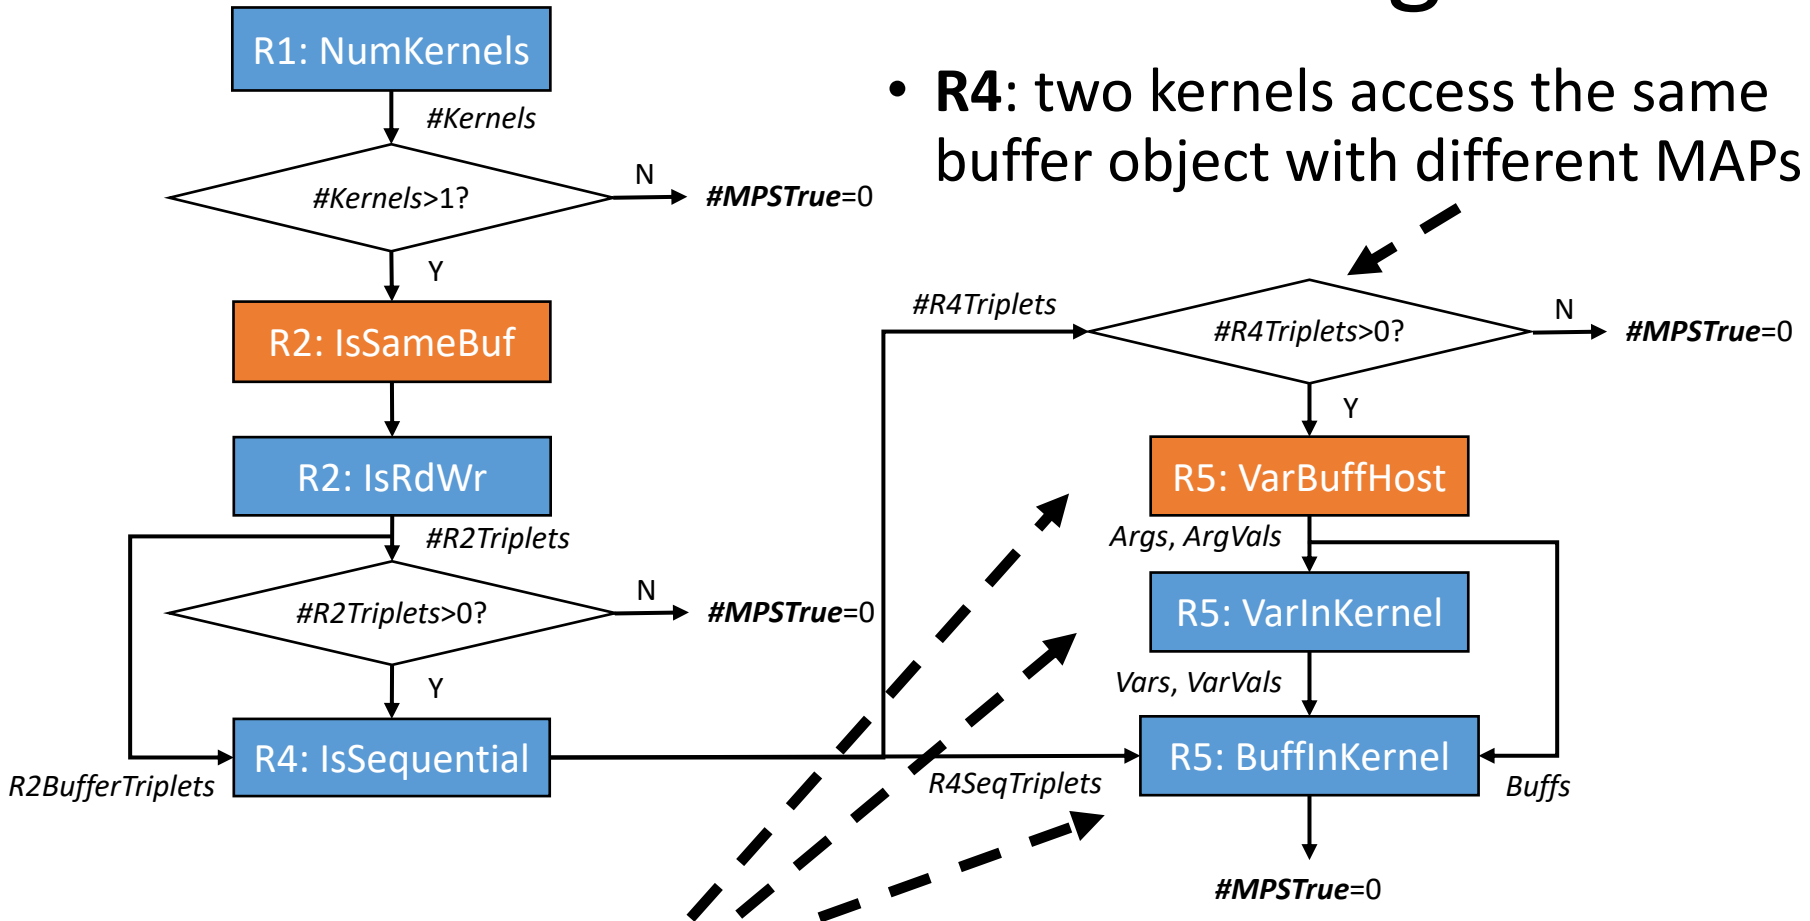 g
R1: NumKernels
#Kernels
#Kernels>1?
N
#MPSTrue=0
Y
R2: IsSameBuf
R2: IsRdWr
#R2Triplets
#R2Triplets>0?
N
#MPSTrue=0
Y
R2BufferTriplets
R4: IsSequential
• R4: two kernels access the same
buffer object with different MAPs
#R4Triplets
#R4Triplets>0?
N
#MPSTrue=0
Y
R5: VarBuffHost
Args, ArgVals
R5: VarInKernel
Vars, VarVals
R4SeqTriplets
R5: BuffInKernel
Buffs
#MPSTrue=0